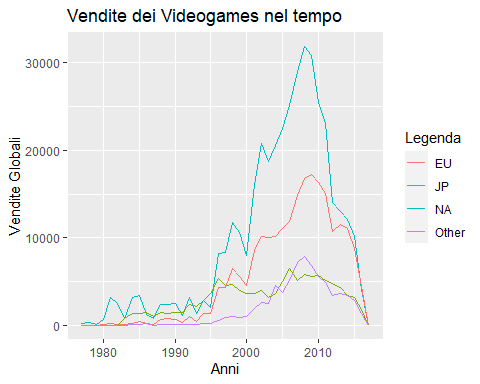 Vendite dei Videogames nel tempo
Vendite Globali
30000
20000
10000
0
1980
1990
2000
2010
Anni
Legenda
EU
JP
NA
Other